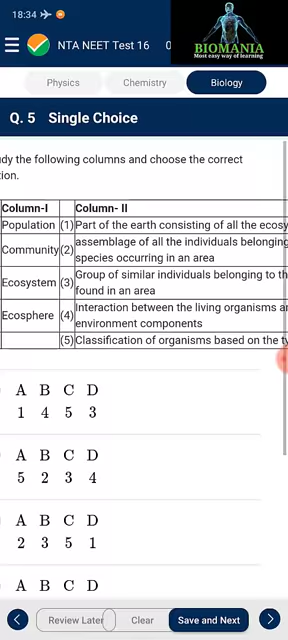 18:34
NTA NEET Test 16 0
BIOMANIA
Most easy way of learning
Physics Chemistry Biology
Q. 5 Single Choice
dy the following columns and choose the correct
ion.
Column-I Column- II
Population (1) Part of the earth consisting of all the ecosy
Community (2) assemblage of all the individuals belonging
species occurring in an area
Ecosystem (3) Group of similar individuals belonging to th
found in an area
Ecosphere (4) Interaction between the living organisms a
environment components
(5) Classification of organisms based on the ty
A B C D
1 4 5 3
A B C D
5 2 3 4
A B C D
2 3 5 1
A B C D
Review Later Clear Save and Next